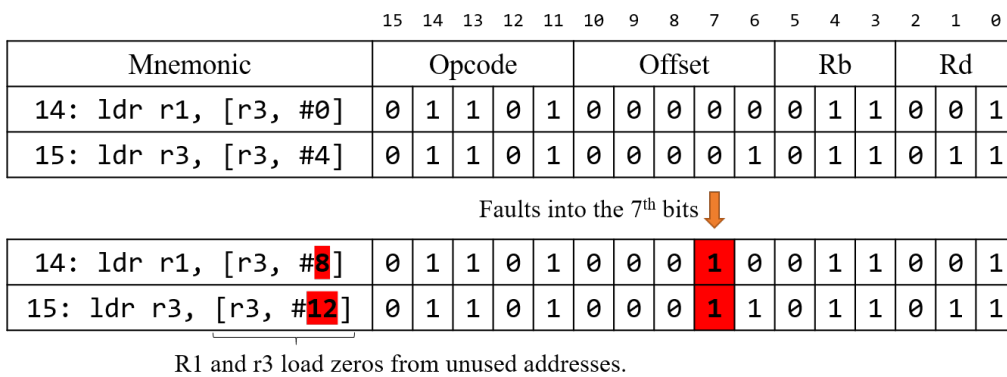 15 14 13 12 11 10 9 8 7 6 5 4 3 2 1 0
Mnemonic Opcode Offset Rb Rd
14: ldr r1, [r3, #0] 0 1 1 0 1 0 0 0 0 0 0 1 1 0 0 1
15: ldr r3, [r3, #4] 0 1 1 0 1 0 0 0 0 1 0 1 1 0 1 1
Faults into the 7th bits
14: ldr r1, [r3, #8] 0 1 1 0 1 0 0 0 1 0 0 1 1 0 0 1
15: ldr r3, [r3, #12] 0 1 1 0 1 0 0 0 1 1 0 1 1 0 1 1
R1 and r3 load zeros from unused addresses.